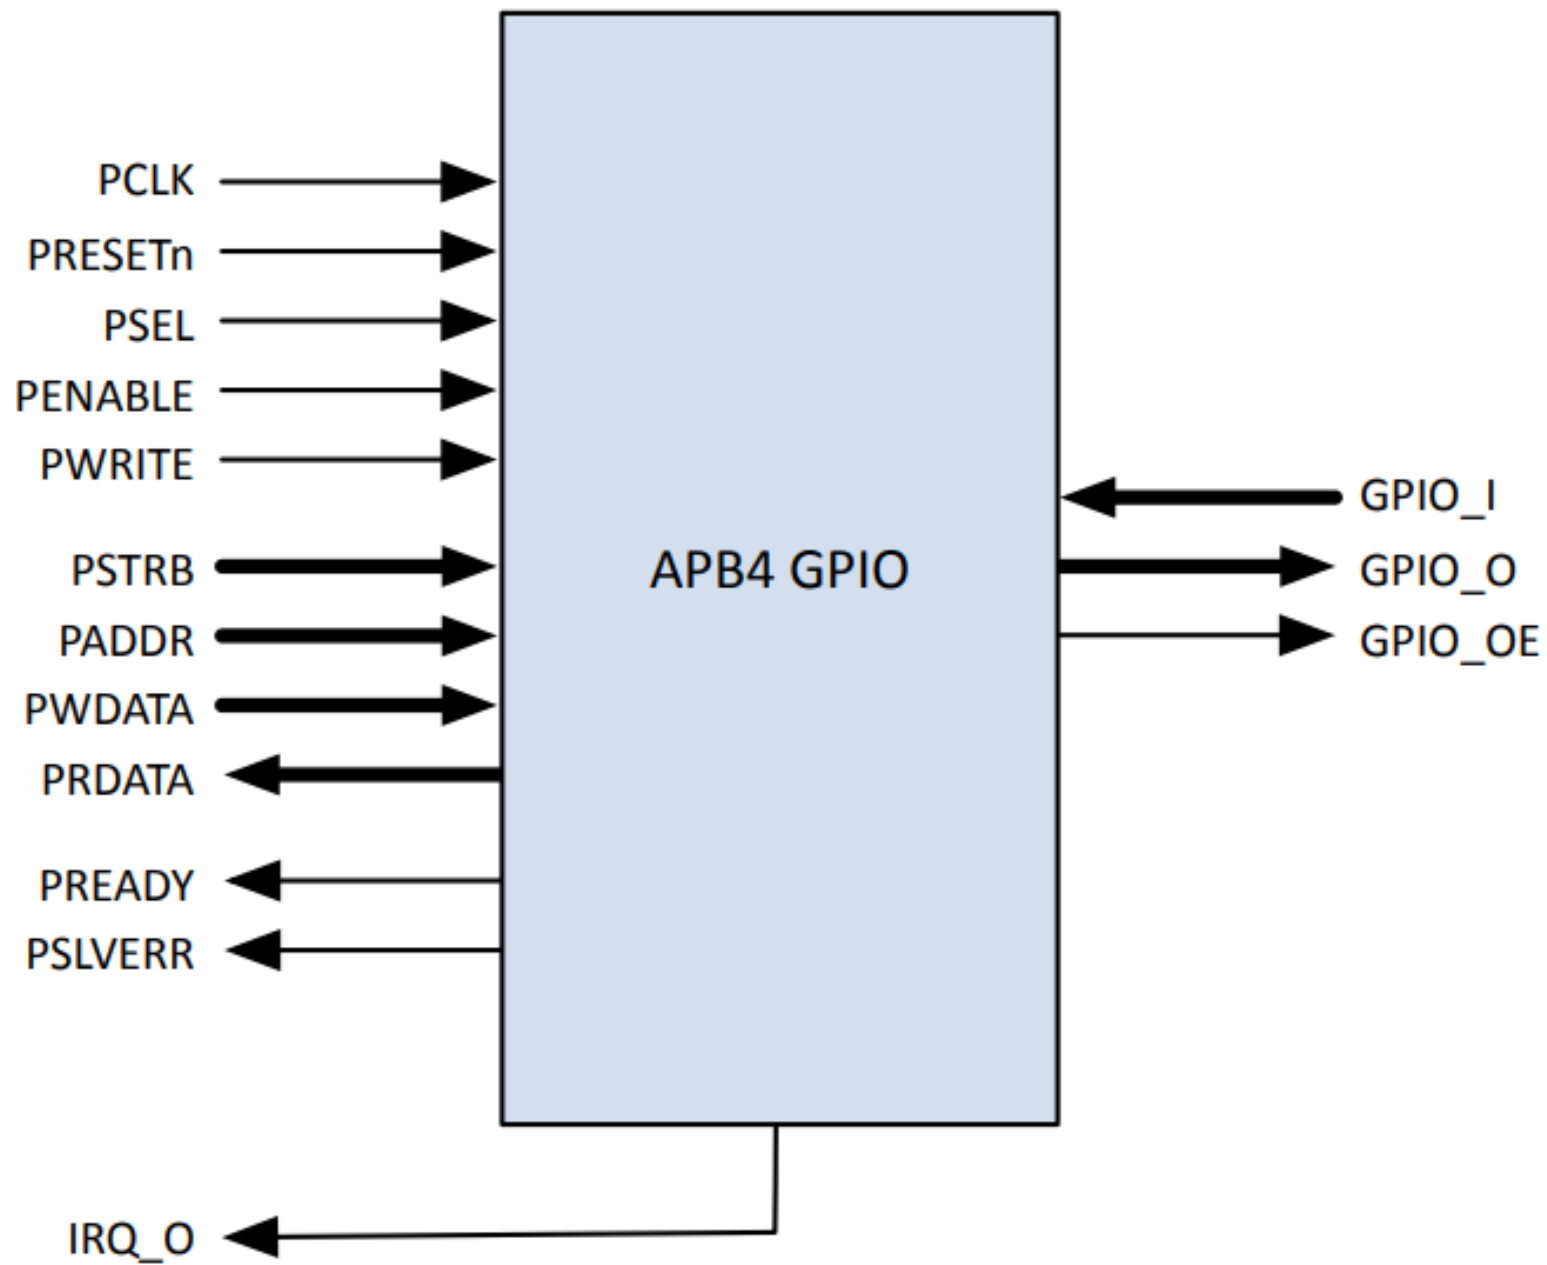 PCLK
PRESETn
PSEL
PENABLE
PWRITE
PSTRB
PADDR
PWDATA
PRDATA
PREADY
PSLVERR
IRQ_O
APB4 GPIO
GPIO_I
GPIO_O
GPIO_OE